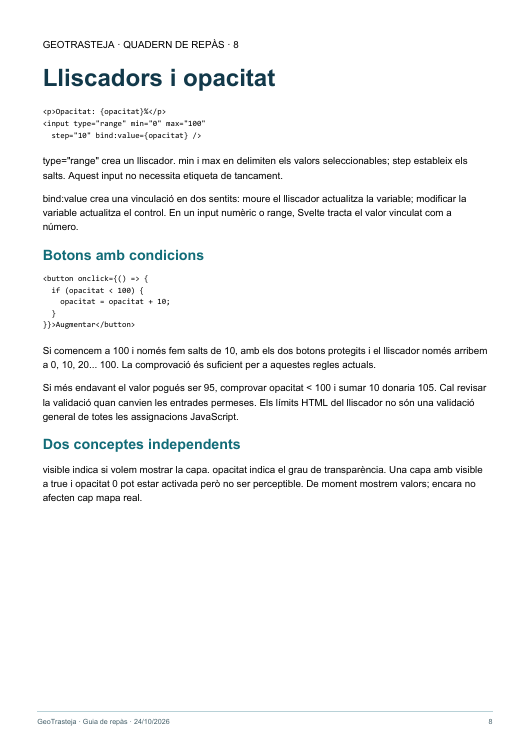 GEOTRASTEJA · QUADERN DE REPÀS · 8
Lliscadors i opacitat
<p>Opacitat: {opacitat}%</p>
<input type="range" min="0" max="100"
  step="10" bind:value={opacitat} />
type="range" crea un lliscador. min i max en delimiten els valors seleccionables; step estableix els
salts. Aquest input no necessita etiqueta de tancament.
bind:value crea una vinculació en dos sentits: moure el lliscador actualitza la variable; modificar la
variable actualitza el control. En un input numèric o range, Svelte tracta el valor vinculat com a
número.
Botons amb condicions
<button onclick={() => {
  if (opacitat < 100) {
    opacitat = opacitat + 10;
  }
}}>Augmentar</button>
Si comencem a 100 i només fem salts de 10, amb els dos botons protegits i el lliscador només arribem
a 0, 10, 20... 100. La comprovació és suficient per a aquestes regles actuals.
Si més endavant el valor pogués ser 95, comprovar opacitat < 100 i sumar 10 donaria 105. Cal revisar
la validació quan canvien les entrades permeses. Els límits HTML del lliscador no són una validació
general de totes les assignacions JavaScript.
Dos conceptes independents
visible indica si volem mostrar la capa. opacitat indica el grau de transparència. Una capa amb visible
a true i opacitat 0 pot estar activada però no ser perceptible. De moment mostrem valors; encara no
afecten cap mapa real.
GeoTrasteja · Guia de repàs · 24/10/2026
8